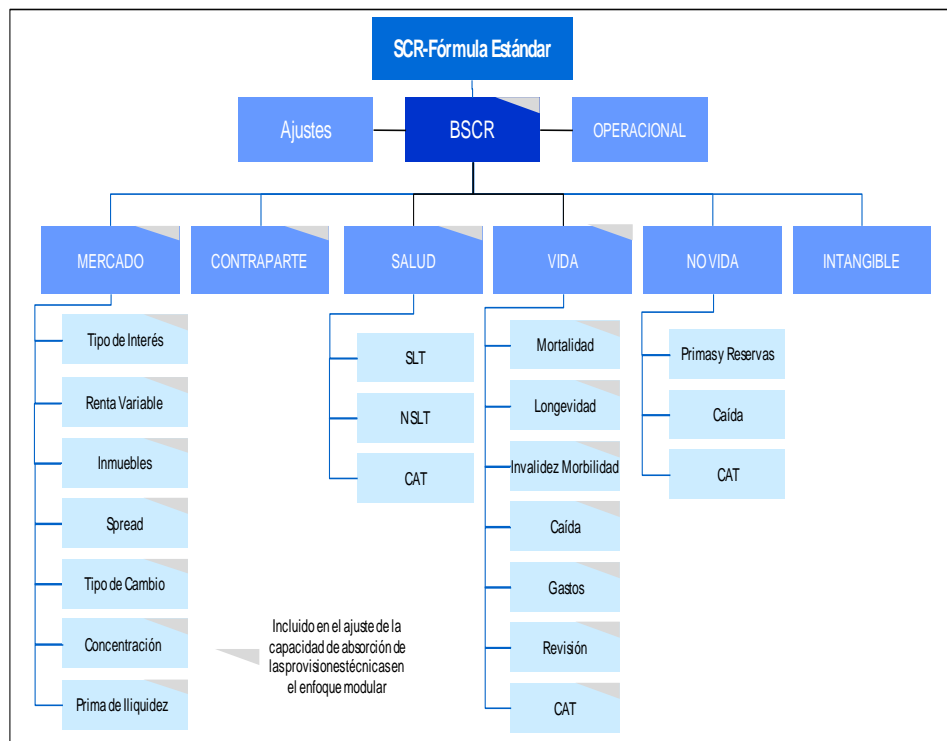 SCR-Fórmula Estándar
Ajustes
BSCR
OPERACIONAL
MERCADO
CONTRAPARTE
SALUD
VIDA
NO VIDA
INTANGIBLE
Tipo de Interés
Renta Variable
Inmuebles
Spread
Tipo de Cambio
Concentración
Prima de Iliquidez
SLT
NSLT
CAT
Mortalidad
Longevidad
Invalidez Morbilidad
Caída
Gastos
Revisión
CAT
Primas y Reservas
Caída
CAT
Incluido en el ajuste de la
capacidad de absorción de
las provisiones técnicas en
el enfoque modular